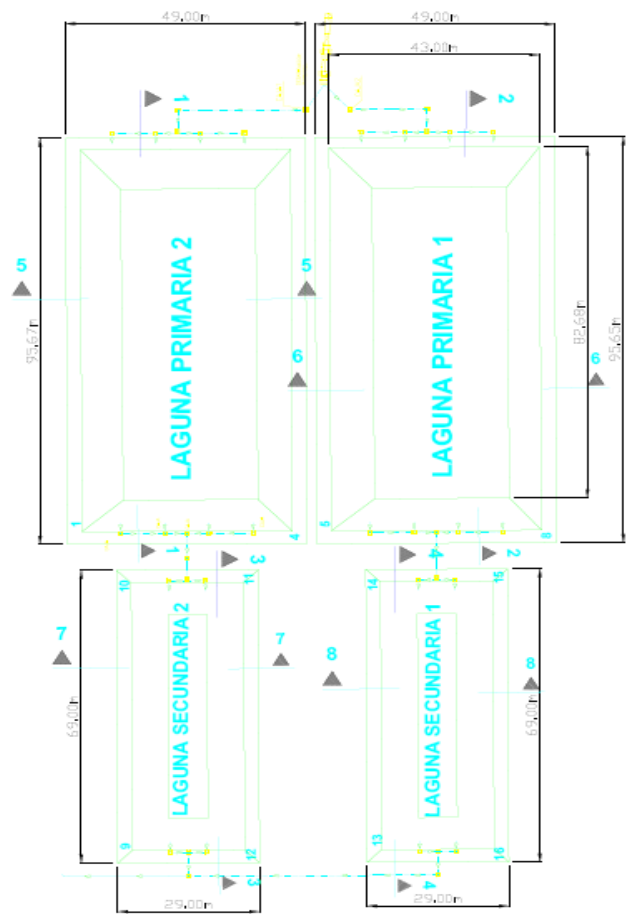 49.00m
49.00m
43.00m
1
2
5
5
6
6
LAGUNA PRIMARIA 2
LAGUNA PRIMARIA 1
95.67m
82.68m
95.65m
1
4
5
8
1
3
4
2
10
11
14
15
7
7
8
8
LAGUNA SECUNDARIA 2
LAGUNA SECUNDARIA 1
69.00m
69.00m
9
12
13
16
3
4
29.00m
29.00m